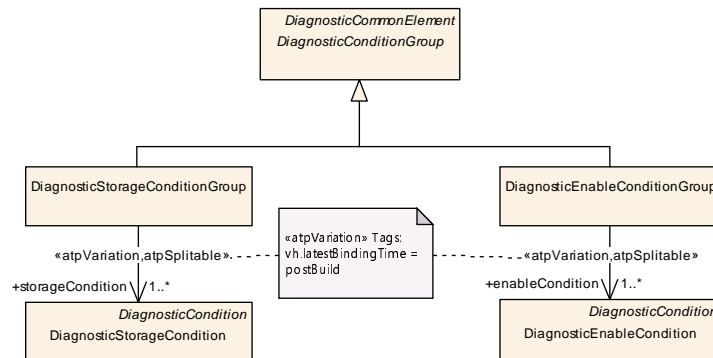 DiagnosticCommonElement
DiagnosticConditionGroup
DiagnosticStorageConditionGroup
DiagnosticEnableConditionGroup
«atpVariation» Tags:
vh.latestBindingTime =
postBuild
«atpVariation,atpSplitable»
«atpVariation,atpSplitable»
+storageCondition
1..*
+enableCondition
1..*
DiagnosticCondition
DiagnosticStorageCondition
DiagnosticCondition
DiagnosticEnableCondition